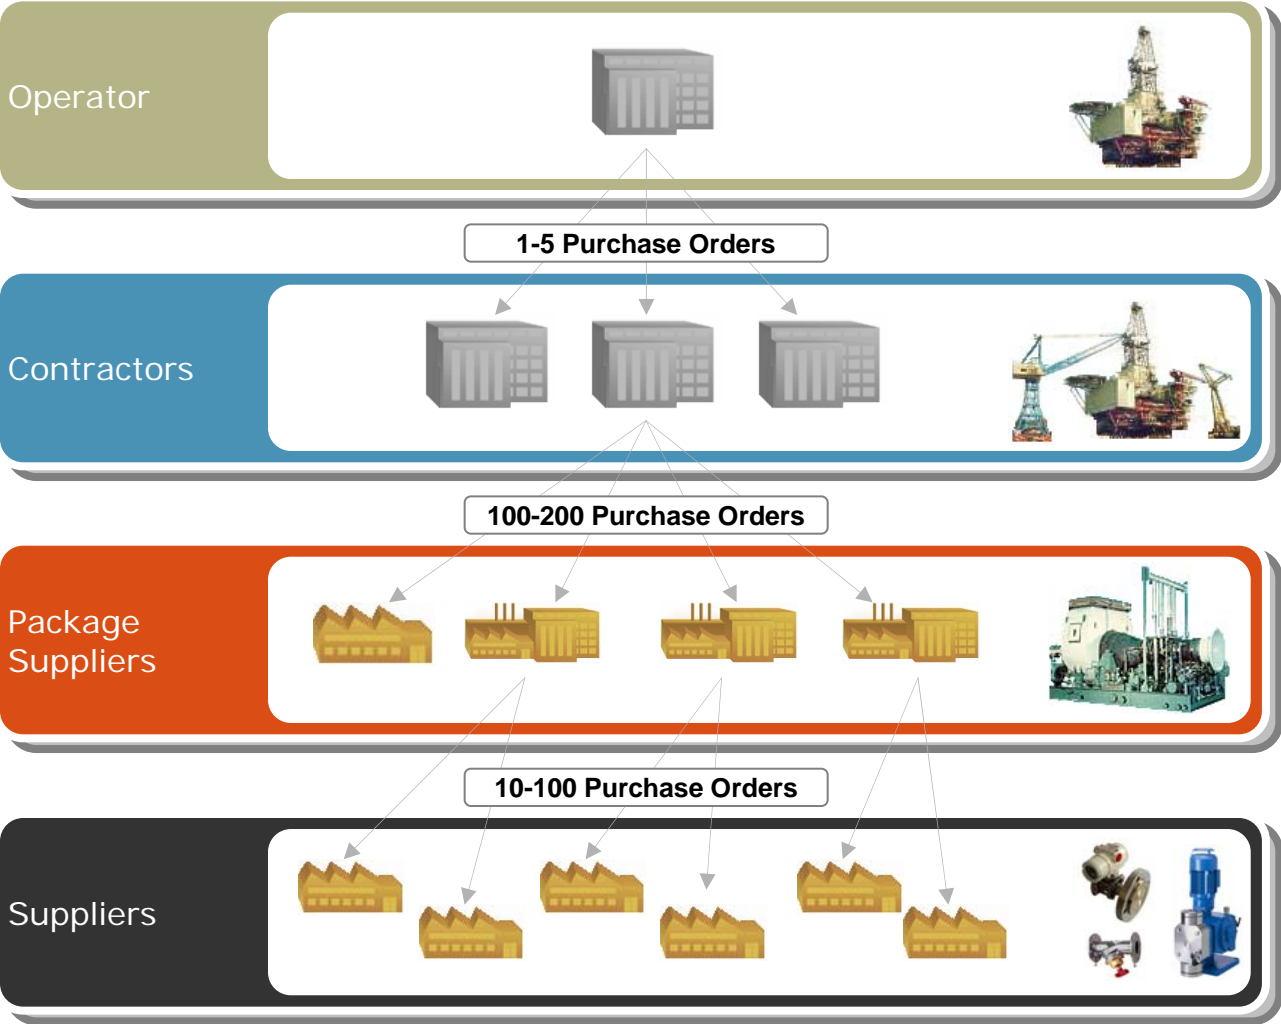 Operator
1-5 Purchase Orders
Contractors
100-200 Purchase Orders
Package
Suppliers
10-100 Purchase Orders
Suppliers